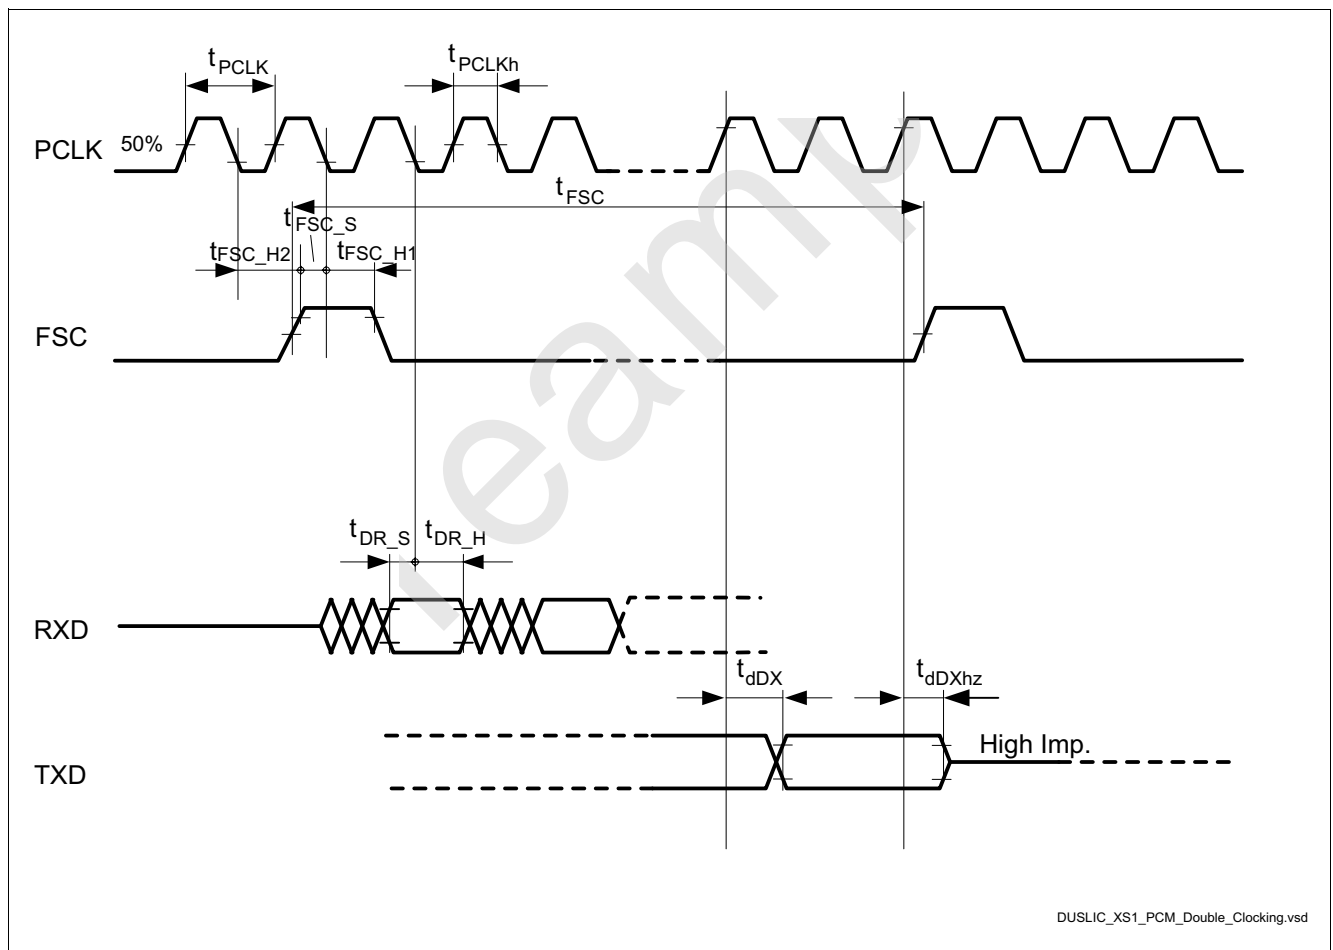 tPCLK
tPCLKh
PCLK
50%
tFSC
tFSC_S
tFSC_H2
tFSC_H1
FSC
tDR_S
tDR_H
RXD
tdDX
tdDXhz
High Imp.
TXD
DUSLIC_XS1_PCM_Double_Clocking.vsd